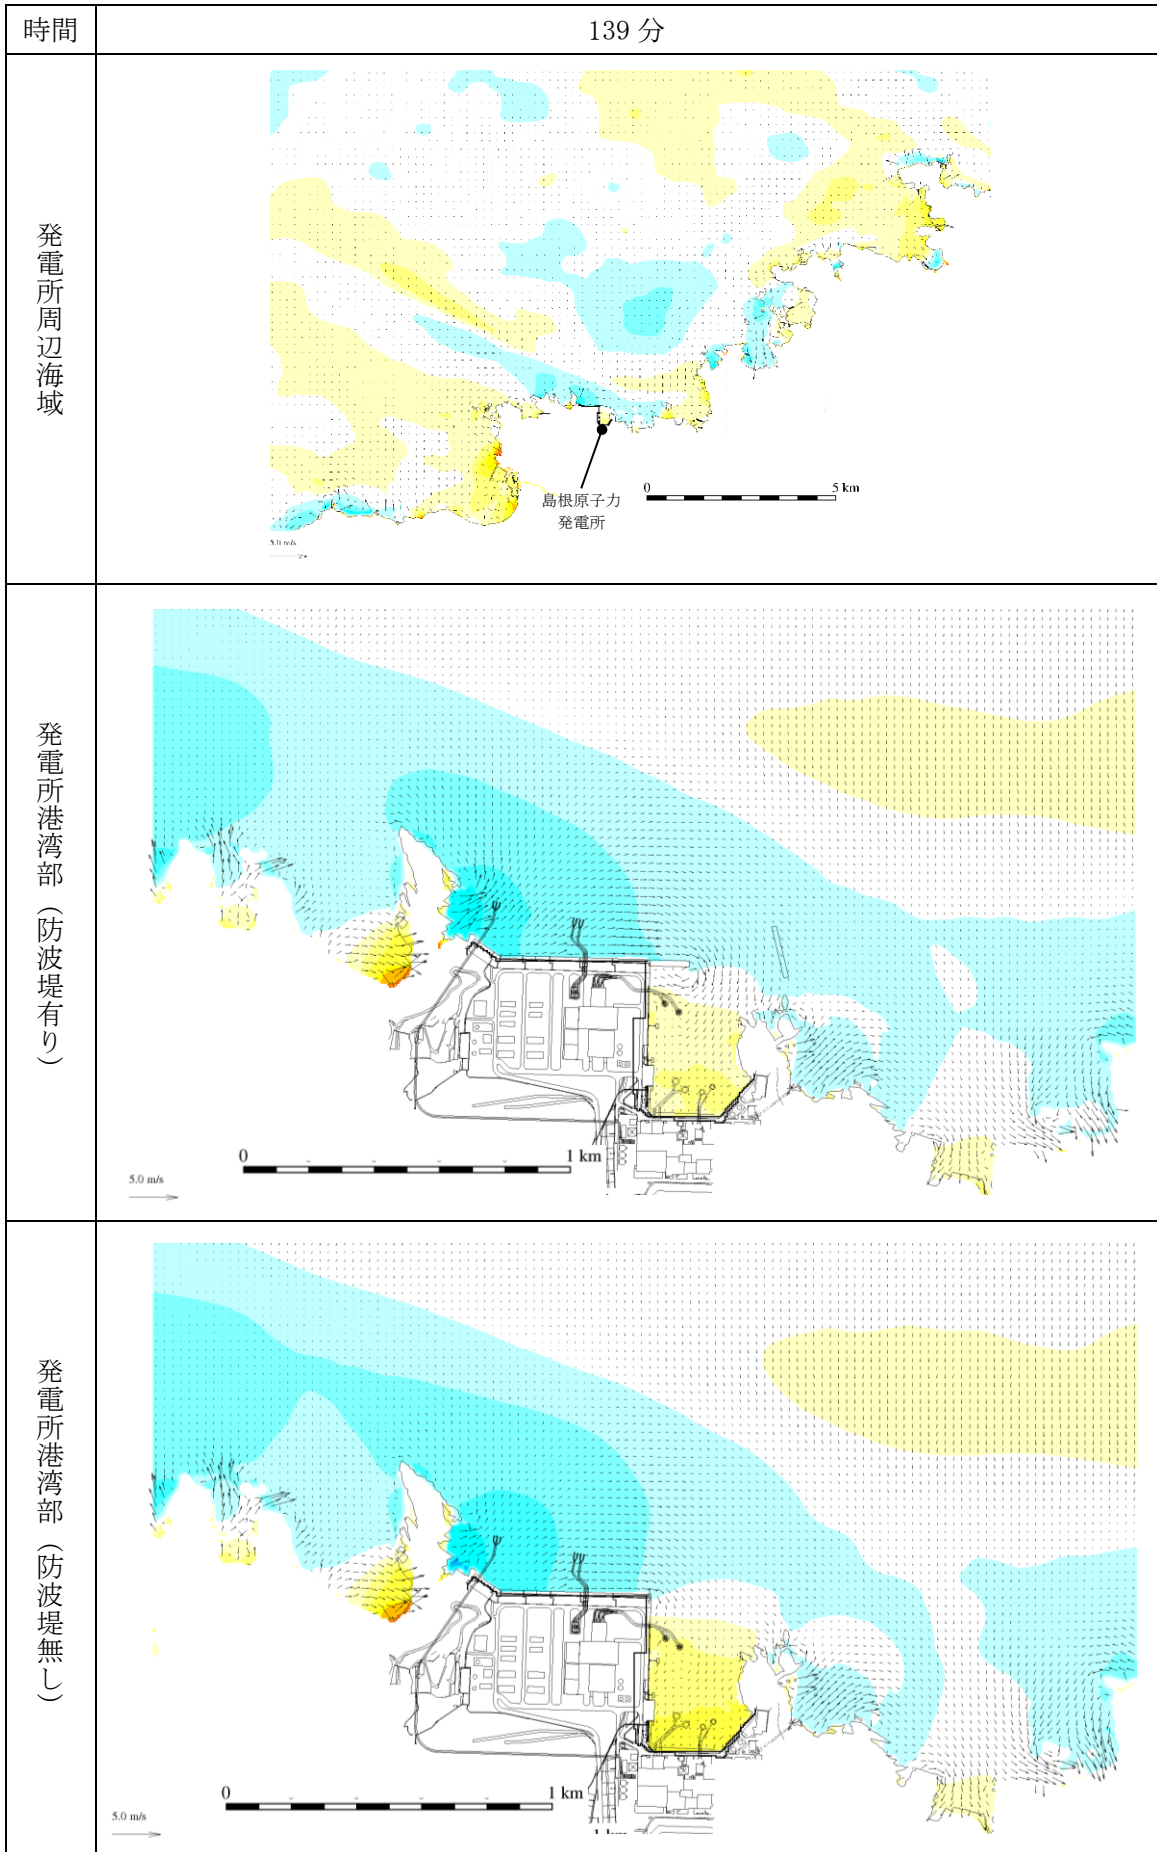 時間
139 分
発電所周辺海域
島根原子力
発電所
0
5 km
発電所港湾部（防波堤有り）
0
1 km
5.0 m/s
発電所港湾部（防波堤無し）
0
1 km
5.0 m/s